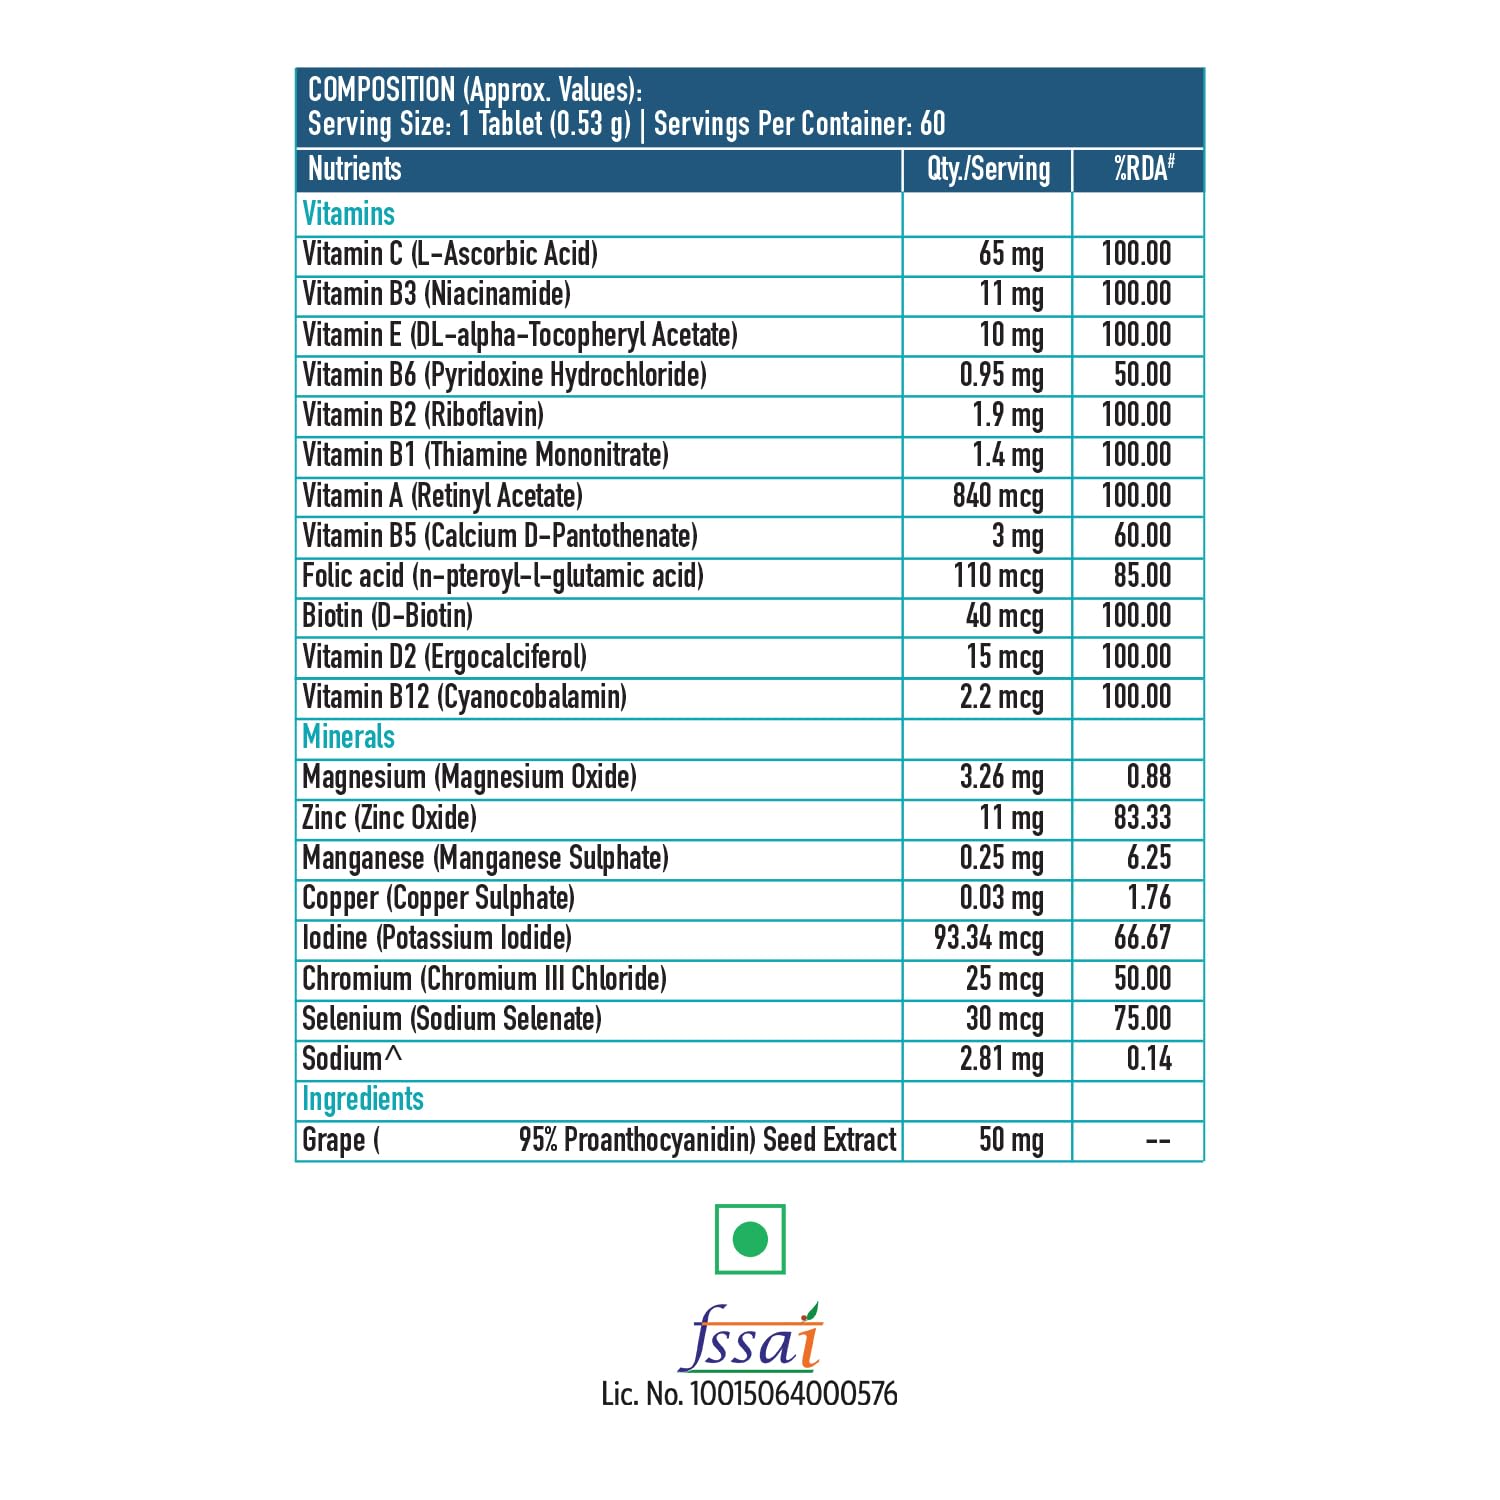 COMPOSITION (Approx. Values):
Serving Size: 1 Tablet (0.53 g) | Servings Per Container: 60
Nutrients Qty./Serving %RDA#
Vitamins
Vitamin C (L-Ascorbic Acid) 65 mg 100.00
Vitamin B3 (Niacinamide) 11 mg 100.00
Vitamin E (DL-alpha-Tocopheryl Acetate) 10 mg 100.00
Vitamin B6 (Pyridoxine Hydrochloride) 0.95 mg 50.00
Vitamin B2 (Riboflavin) 1.9 mg 100.00
Vitamin B1 (Thiamine Mononitrate) 1.4 mg 100.00
Vitamin A (Retinyl Acetate) 840 mcg 100.00
Vitamin B5 (Calcium D-Pantothenate) 3 mg 60.00
Folic acid (n-pteroyl-l-glutamic acid) 110 mcg 85.00
Biotin (D-Biotin) 40 mcg 100.00
Vitamin D2 (Ergocalciferol) 15 mcg 100.00
Vitamin B12 (Cyanocobalamin) 2.2 mcg 100.00
Minerals
Magnesium (Magnesium Oxide) 3.26 mg 0.88
Zinc (Zinc Oxide) 11 mg 83.33
Manganese (Manganese Sulphate) 0.25 mg 6.25
Copper (Copper Sulphate) 0.03 mg 1.76
Iodine (Potassium Iodide) 93.34 mcg 66.67
Chromium (Chromium III Chloride) 25 mcg 50.00
Selenium (Sodium Selenate) 30 mcg 75.00
Sodium^ 2.81 mg 0.14
Ingredients
Grape ( 95% Proanthocyanidin) Seed Extract 50 mg --
fssai
Lic. No. 10015064000576